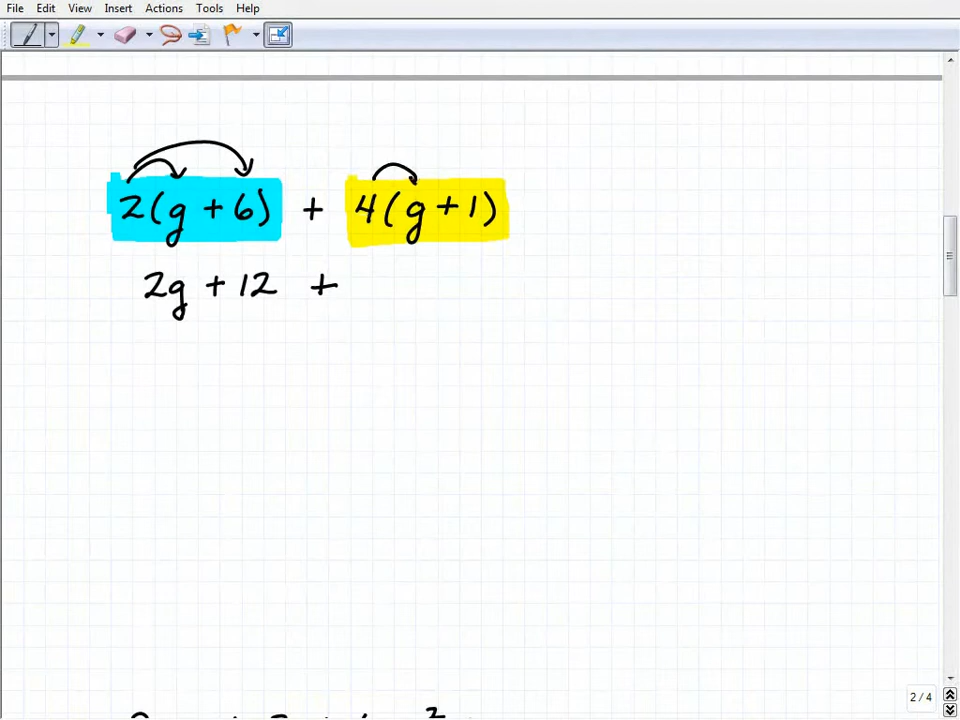 File Edit View Insert Actions Tools Help
2(g + 6) + 4(g + 1)
2g + 12 +
2 / 4